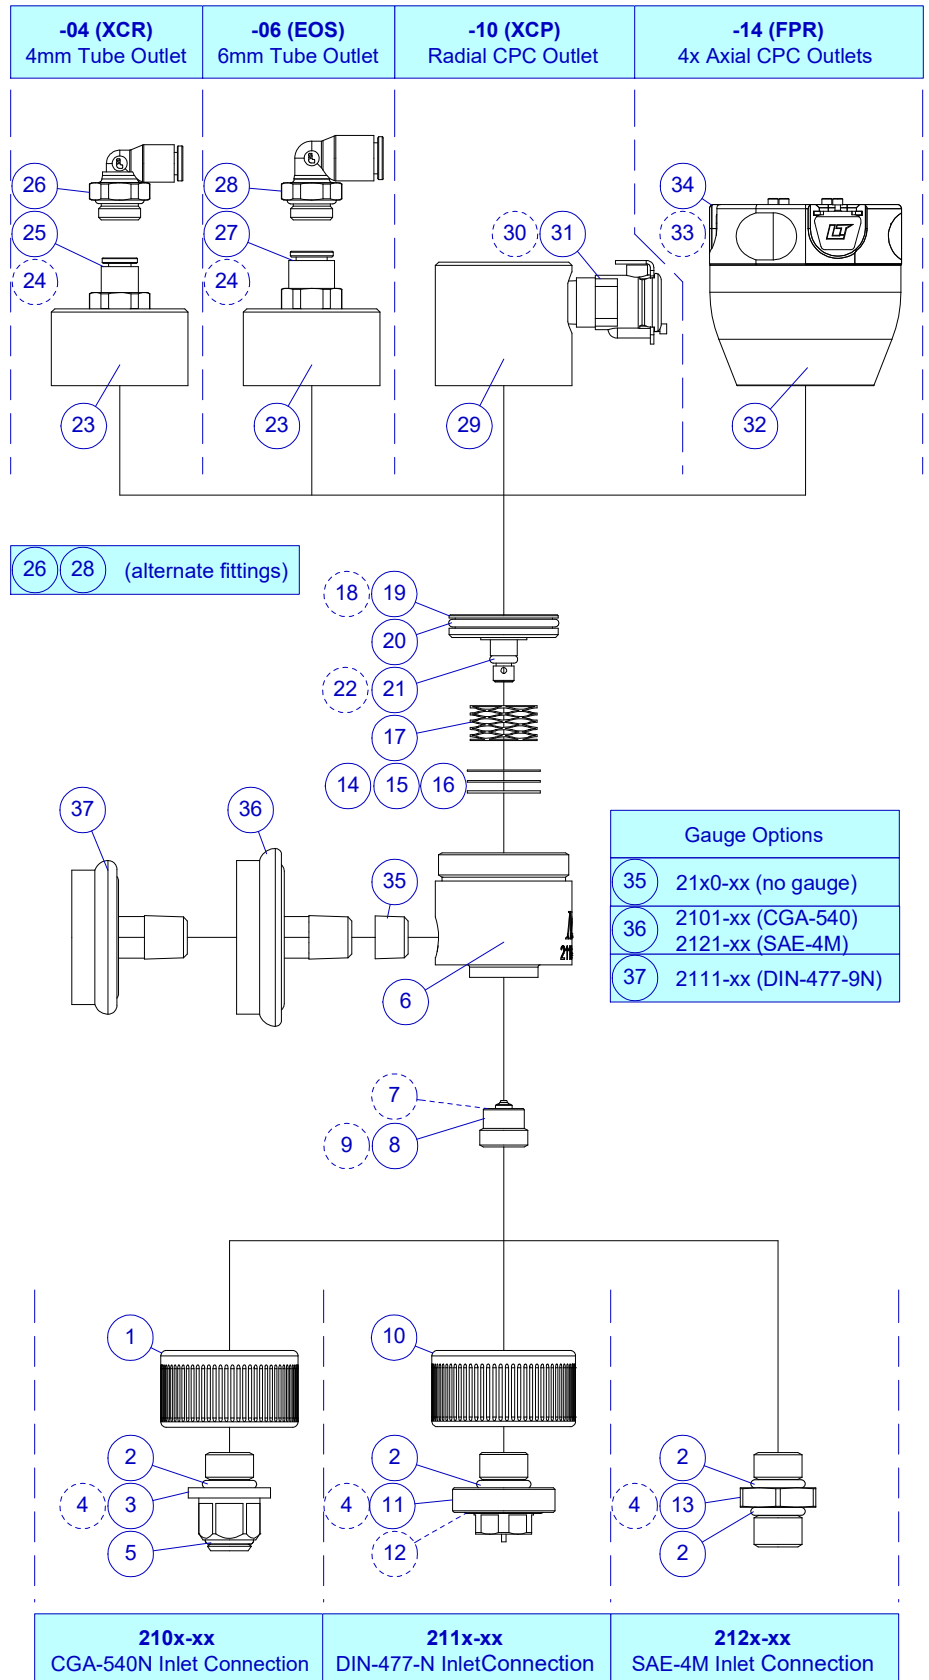 -04 (XCR)
4mm Tube Outlet
-06 (EOS)
6mm Tube Outlet
-10 (XCP)
Radial CPC Outlet
-14 (FPR)
4x Axial CPC Outlets
26
28
34
25
27
30 31
33
24
24
23
23
29
32
26 28 (alternate fittings)
18 19
20
22 21
17
14 15 16
37
36
35
6
Gauge Options
35 21x0-xx (no gauge)
36 2101-xx (CGA-540)
2121-xx (SAE-4M)
37 2111-xx (DIN-477-9N)
7
9 8
1
10
2
2
2
4 3
4 11
4 13
5
12
2
210x-xx
CGA-540N Inlet Connection
211x-xx
DIN-477-N InletConnection
212x-xx
SAE-4M Inlet Connection